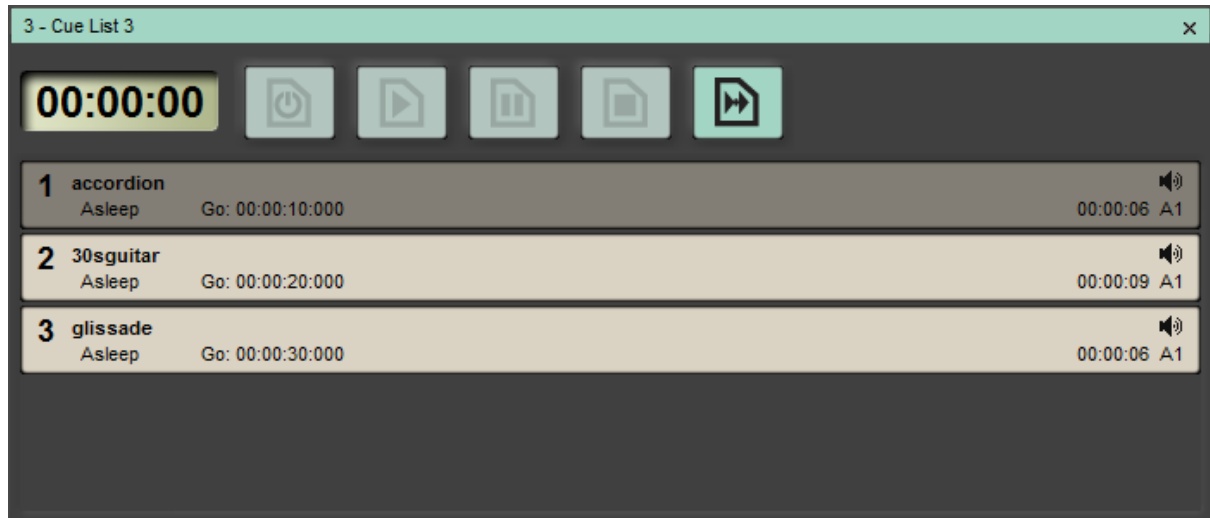 3 - Cue List 3
00:00:00
1 accordion
Asleep Go: 00:00:10:000 00:00:06 A1
2 30sguitar
Asleep Go: 00:00:20:000 00:00:09 A1
3 glissade
Asleep Go: 00:00:30:000 00:00:06 A1